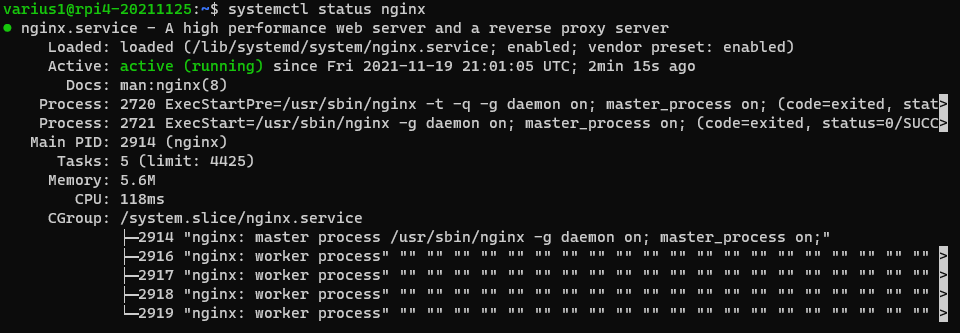 varius1@rpi4-20211125:~$ systemctl status nginx
● nginx.service - A high performance web server and a reverse proxy server
     Loaded: loaded (/lib/systemd/system/nginx.service; enabled; vendor preset: enabled)
     Active: active (running) since Fri 2021-11-19 21:01:05 UTC; 2min 15s ago
       Docs: man:nginx(8)
    Process: 2720 ExecStartPre=/usr/sbin/nginx -t -q -g daemon on; master_process on; (code=exited, stat>
    Process: 2721 ExecStart=/usr/sbin/nginx -g daemon on; master_process on; (code=exited, status=0/SUCC>
   Main PID: 2914 (nginx)
      Tasks: 5 (limit: 4425)
     Memory: 5.6M
        CPU: 118ms
     CGroup: /system.slice/nginx.service
             ├─2914 "nginx: master process /usr/sbin/nginx -g daemon on; master_process on;"
             ├─2916 "nginx: worker process" "" "" "" "" "" "" "" "" "" "" "" "" "" "" "" "" "" "" "" "" >
             ├─2917 "nginx: worker process" "" "" "" "" "" "" "" "" "" "" "" "" "" "" "" "" "" "" "" "" >
             ├─2918 "nginx: worker process" "" "" "" "" "" "" "" "" "" "" "" "" "" "" "" "" "" "" "" "" >
             └─2919 "nginx: worker process" "" "" "" "" "" "" "" "" "" "" "" "" "" "" "" "" "" "" "" "" >